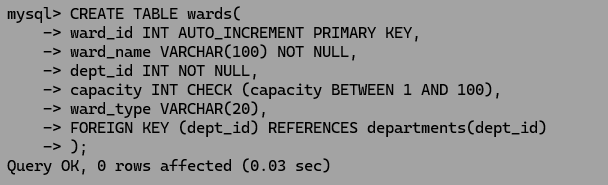 mysql> CREATE TABLE wards(
    -> ward_id INT AUTO_INCREMENT PRIMARY KEY,
    -> ward_name VARCHAR(100) NOT NULL,
    -> dept_id INT NOT NULL,
    -> capacity INT CHECK (capacity BETWEEN 1 AND 100),
    -> ward_type VARCHAR(20),
    -> FOREIGN KEY (dept_id) REFERENCES departments(dept_id)
    -> );
Query OK, 0 rows affected (0.03 sec)